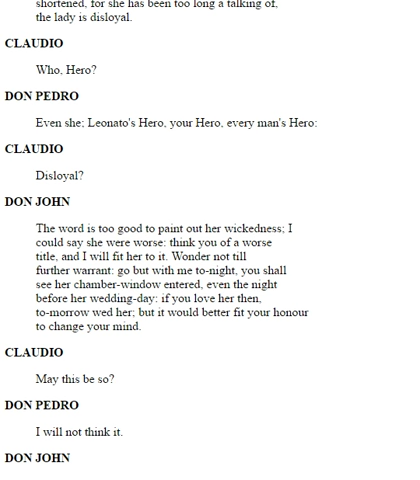 shortened, for she has been too long a talking of,
the lady is disloyal.
CLAUDIO
Who, Hero?
DON PEDRO
Even she; Leonato's Hero, your Hero, every man's Hero:
CLAUDIO
Disloyal?
DON JOHN
The word is too good to paint out her wickedness; I
could say she were worse: think you of a worse
title, and I will fit her to it. Wonder not till
further warrant: go but with me to-night, you shall
see her chamber-window entered, even the night
before her wedding-day: if you love her then,
to-morrow wed her; but it would better fit your honour
to change your mind.
CLAUDIO
May this be so?
DON PEDRO
I will not think it.
DON JOHN